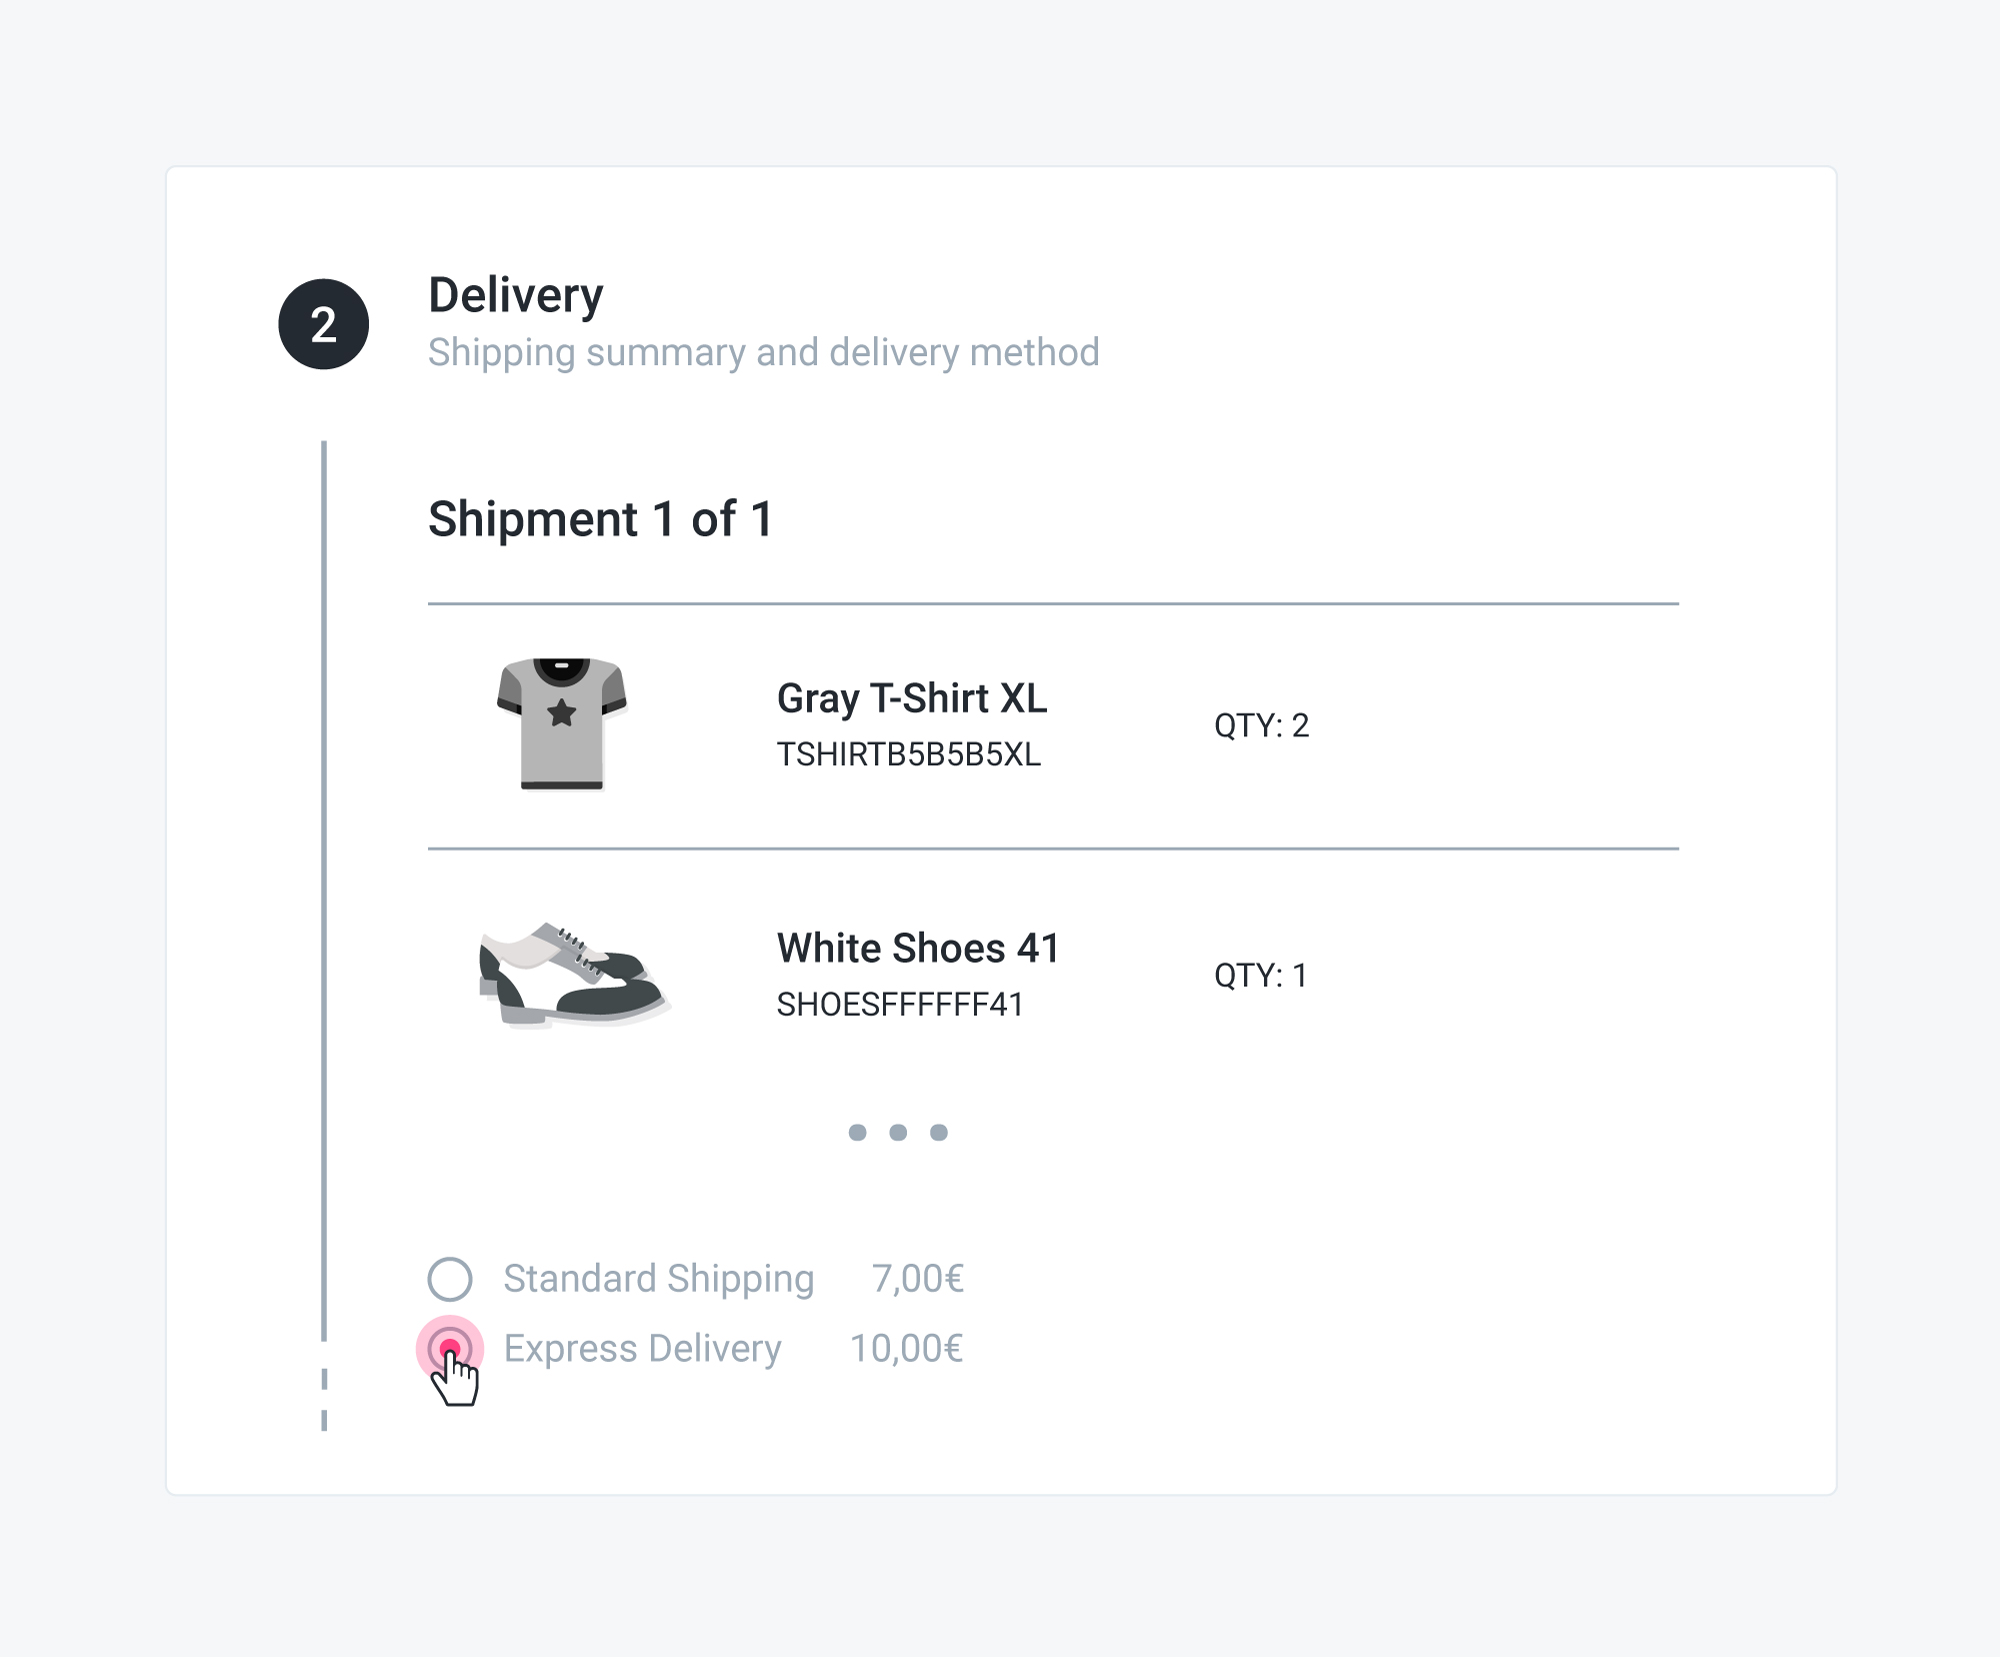 2
Delivery
Shipping summary and delivery method
Shipment 1 of 1
Gray T-Shirt XL
TSHIRTB5B5B5XL
QTY: 2
White Shoes 41
SHOESFFFFFF41
QTY: 1
Standard Shipping 7,00€
Express Delivery 10,00€